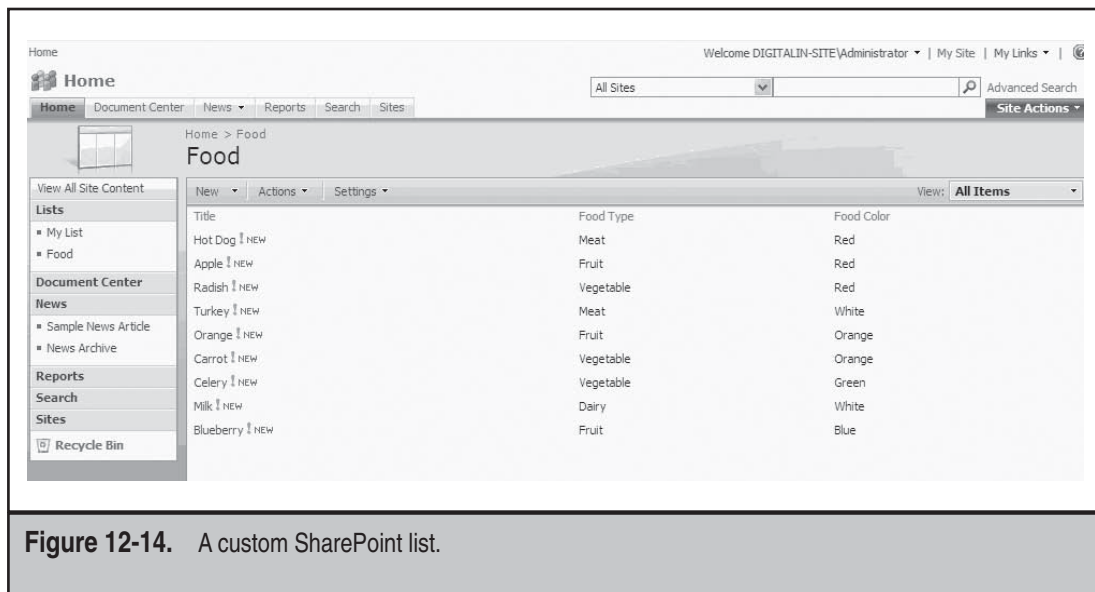 Home
Welcome DIGITALIN-SITE\Administrator | My Site | My Links |
Home
All Sites
Advanced Search
Home Document Center News Reports Search Sites
Site Actions
Home > Food
Food
View All Site Content
New Actions Settings
View: All Items
Lists
My List
Food
Document Center
News
Sample News Article
News Archive
Reports
Search
Sites
Recycle Bin
Title Food Type Food Color
Hot Dog ! NEW Meat Red
Apple ! NEW Fruit Red
Radish ! NEW Vegetable Red
Turkey ! NEW Meat White
Orange ! NEW Fruit Orange
Carrot ! NEW Vegetable Orange
Celery ! NEW Vegetable Green
Milk ! NEW Dairy White
Blueberry ! NEW Fruit Blue
Figure 12-14. A custom SharePoint list.